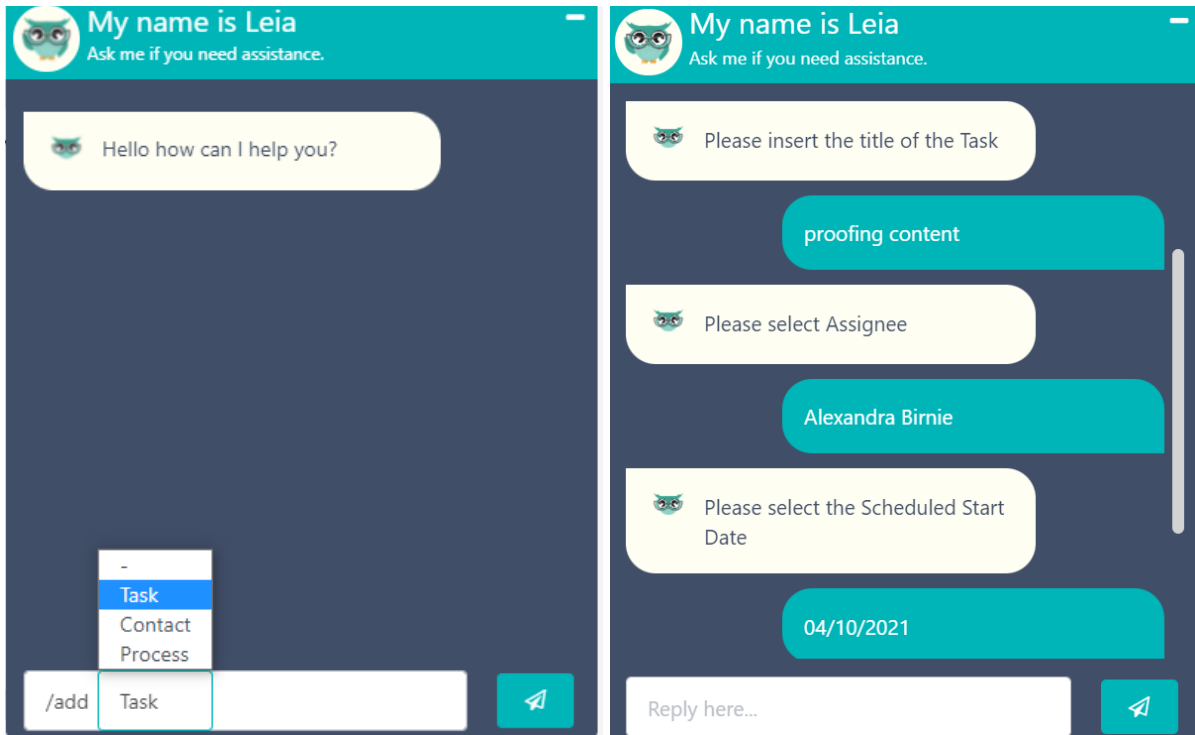 My name is Leia
Ask me if you need assistance.
Hello how can I help you?
-
Task
Contact
Process
/add Task
My name is Leia
Ask me if you need assistance.
Please insert the title of the Task
proofing content
Please select Assignee
Alexandra Birnie
Please select the Scheduled Start
Date
04/10/2021
Reply here...